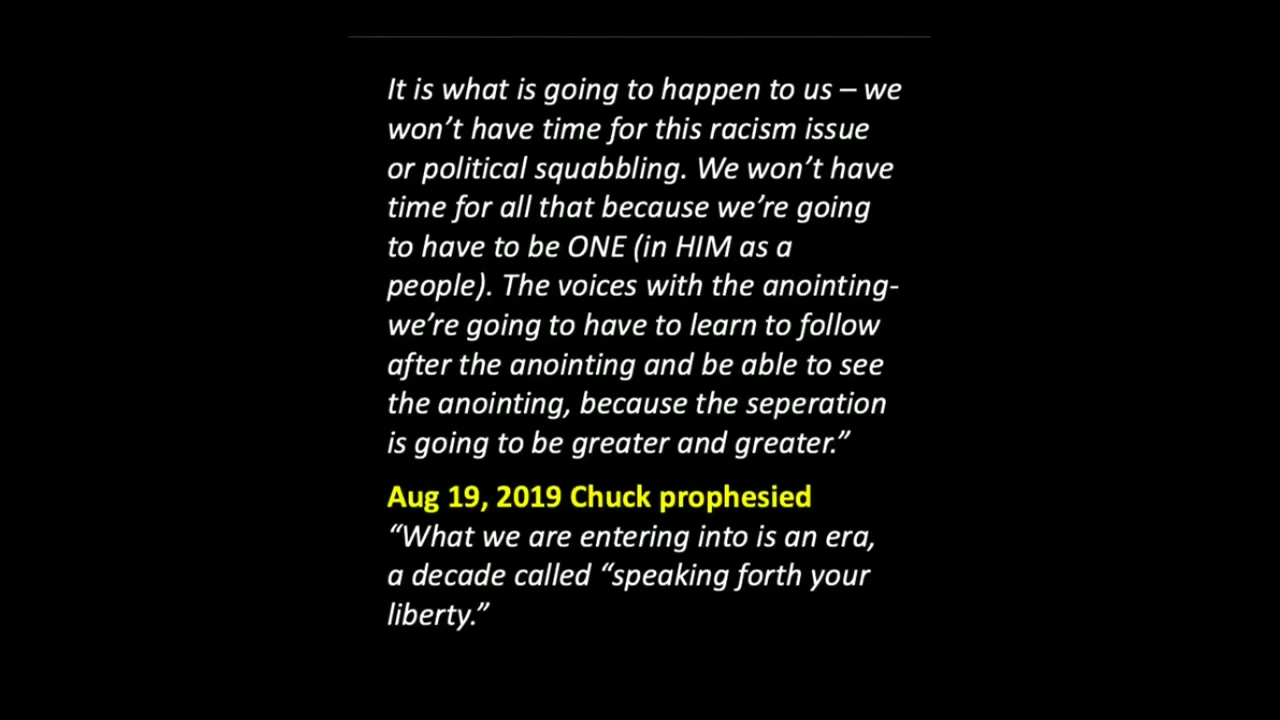 It is what is going to happen to us – we
won’t have time for this racism issue
or political squabbling. We won’t have
time for all that because we’re going
to have to be ONE (in HIM as a
people). The voices with the anointing-
we’re going to have to learn to follow
after the anointing and be able to see
the anointing, because the seperation
is going to be greater and greater.”
Aug 19, 2019 Chuck prophesied
“What we are entering into is an era,
a decade called “speaking forth your
liberty.”